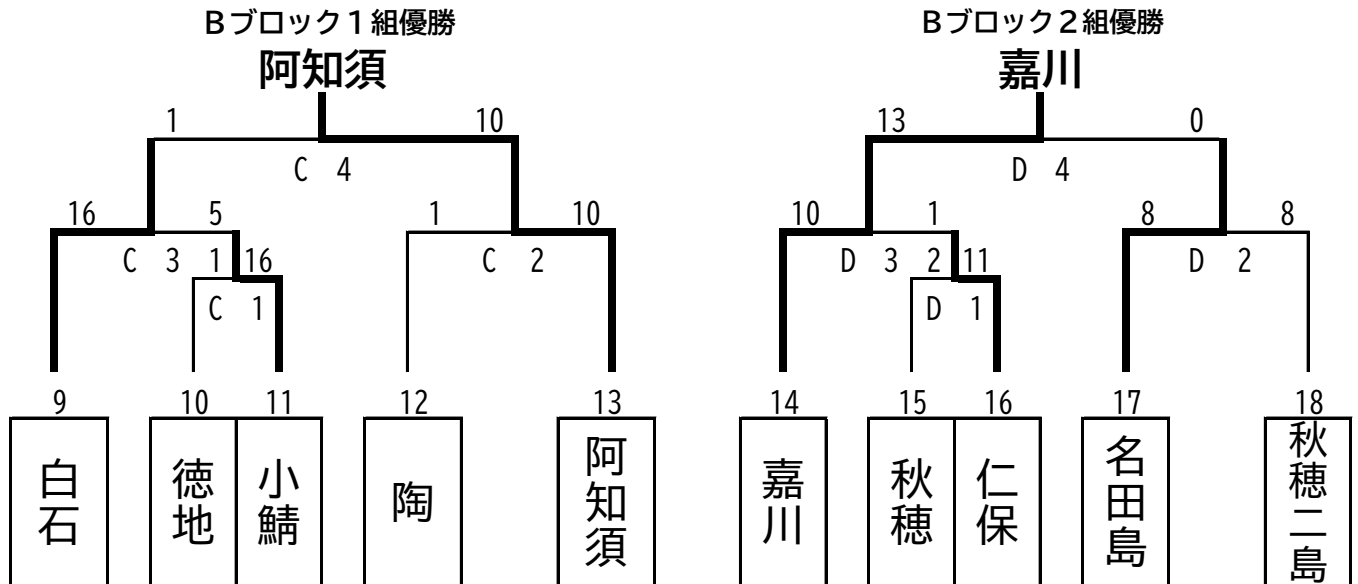 Bブロック1組優勝
阿知須
1 10
C 4
16 5 1 10
C 3 1 16 C 2
C 1
9 10 11 12 13
白石 徳地 小鯖 陶 阿知須
Bブロック2組優勝
嘉川
13 0
D 4
10 1 8 8
D 3 2 11 D 2
D 1
14 15 16 17 18
嘉川 秋穂 仁保 名田島 秋穂二島